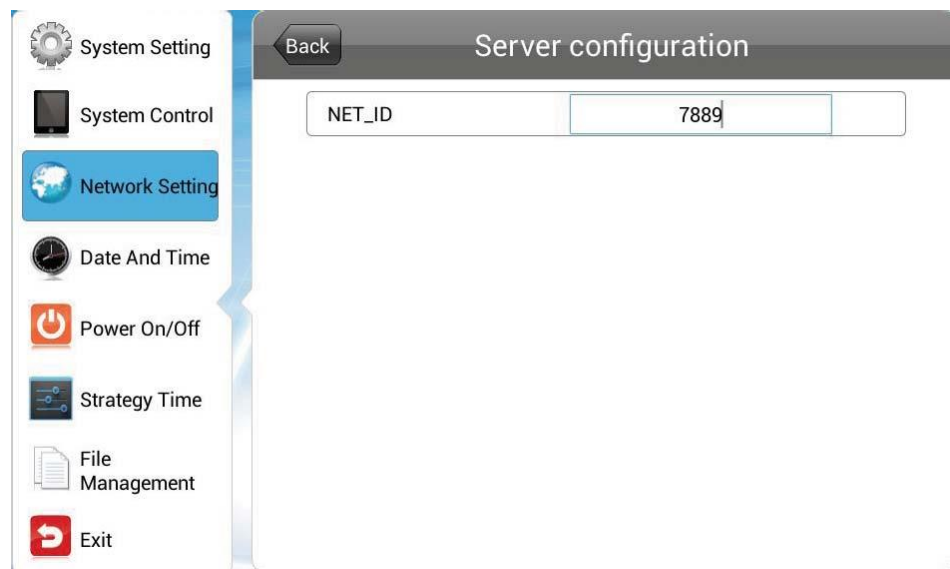 System Setting
System Control
Network Setting
Date And Time
Power On/Off
Strategy Time
File
Management
Exit
Back
Server configuration
NET_ID
7889